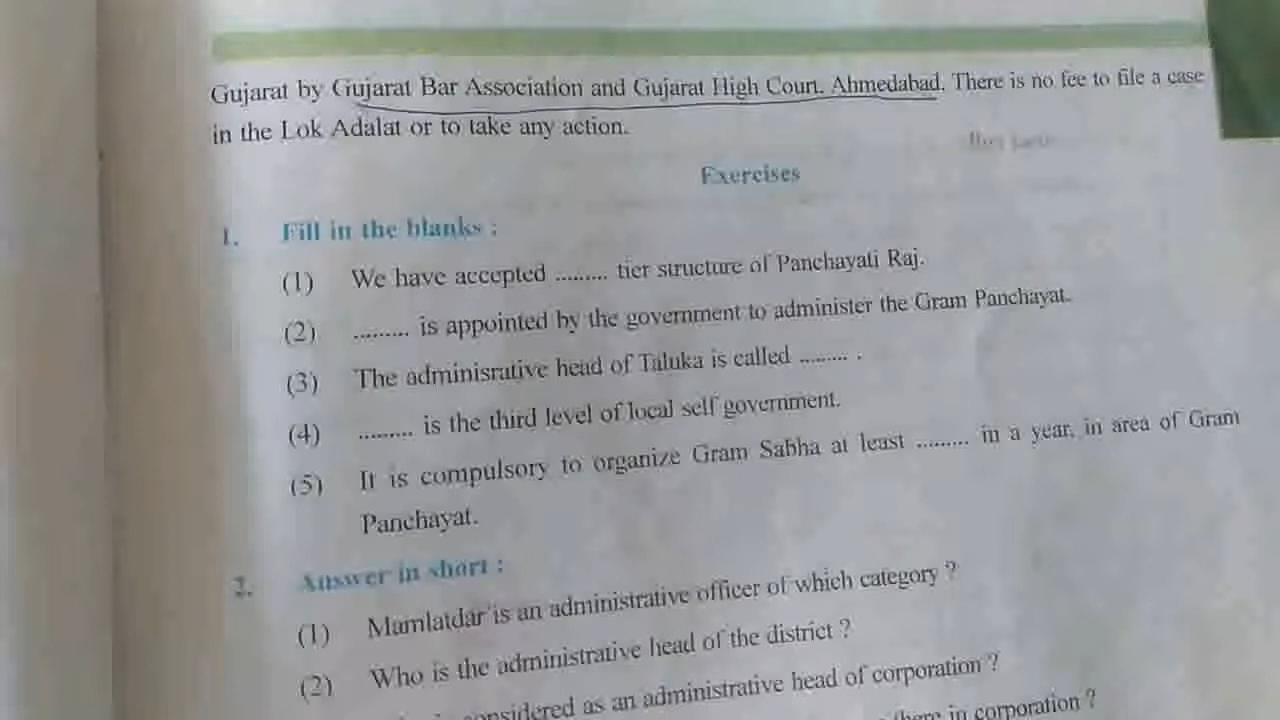 Gujarat by Gujarat Bar Association and Gujarat High Court. Ahmedabad. There is no fee to file a case
in the Lok Adalat or to take any action.
Exercises
1. Fill in the blanks :
(1) We have accepted ......... tier structure of Panchayati Raj.
(2) ......... is appointed by the government to administer the Gram Panchayat.
(3) The adminisrative head of Taluka is called ......... .
(4) ......... is the third level of local self government.
(5) It is compulsory to organize Gram Sabha at least ......... in a year, in area of Gram
Panchayat.
2. Answer in short :
(1) Mamlatdar is an administrative officer of which category ?
(2) Who is the administrative head of the district ?
considered as an administrative head of corporation ?
there in corporation ?